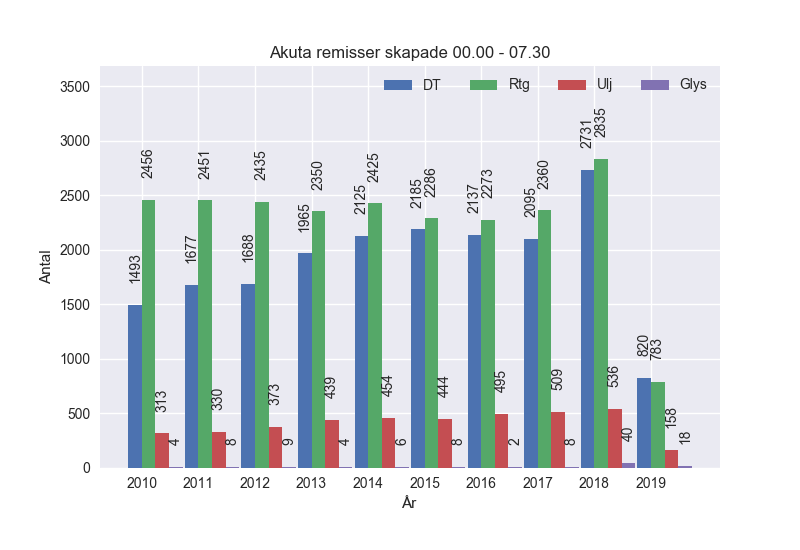 Akuta remisser skapade 00.00 - 07.30
DT Rtg Ulj Glys
Antal
3500
3000
2500
2000
1500
1000
500
0
1493 2456 313 4
1677 2451 330 8
1688 2435 373 9
1965 2350 439 4
2125 2425 454 6
2185 2286 444 8
2137 2273 495 2
2095 2360 509 8
2731 2835 536 40
820 783 158 18
2010 2011 2012 2013 2014 2015 2016 2017 2018 2019
År